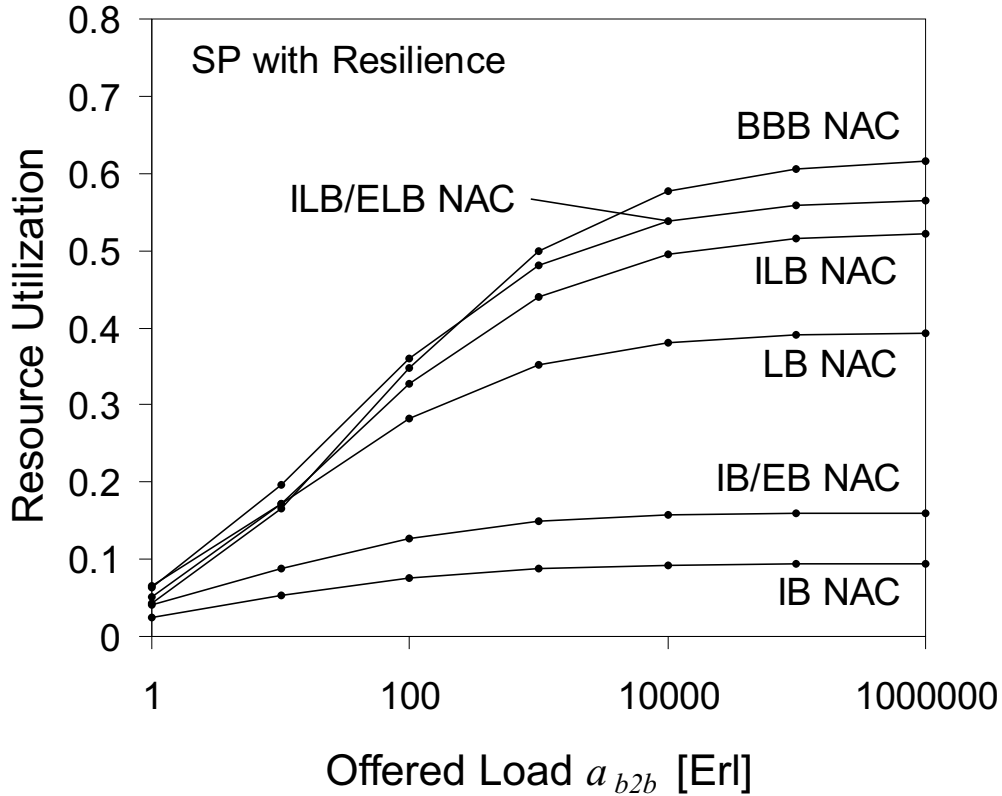 0.8
SP with Resilience
0.7
BBB NAC
0.6
ILB/ELB NAC
0.5
ILB NAC
0.4
LB NAC
0.3
0.2
IB/EB NAC
0.1
IB NAC
0
Resource Utilization
1 100 10000 1000000
Offered Load a b2b [Erl]